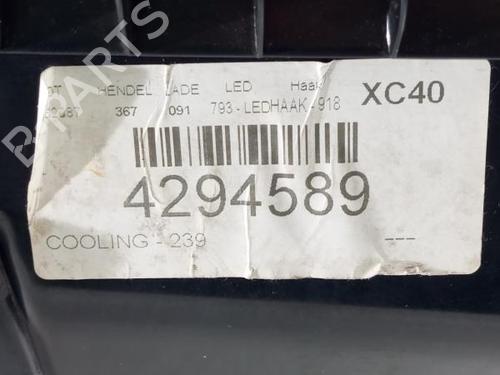 HENDEL LADE LED Haak XC40
367 091 793 - LEDHAAK - 918
4294589
COOLING - 239 ---
B-Parts